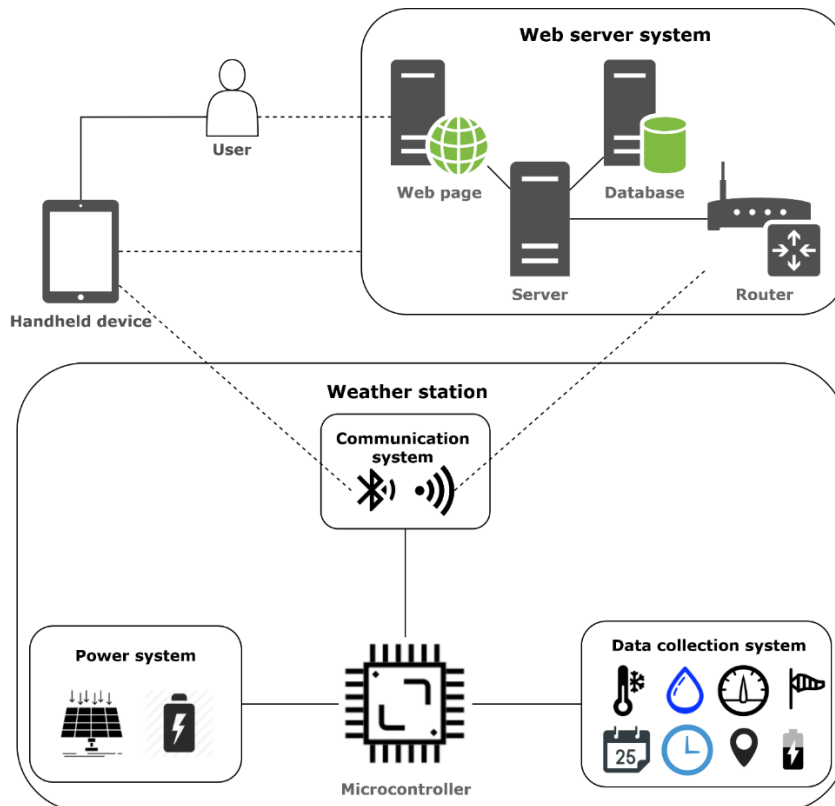 Web server system
User
Web page
Database
Server
Router
Handheld device
Weather station
Communication
system
Power system
Data collection system
25
Microcontroller